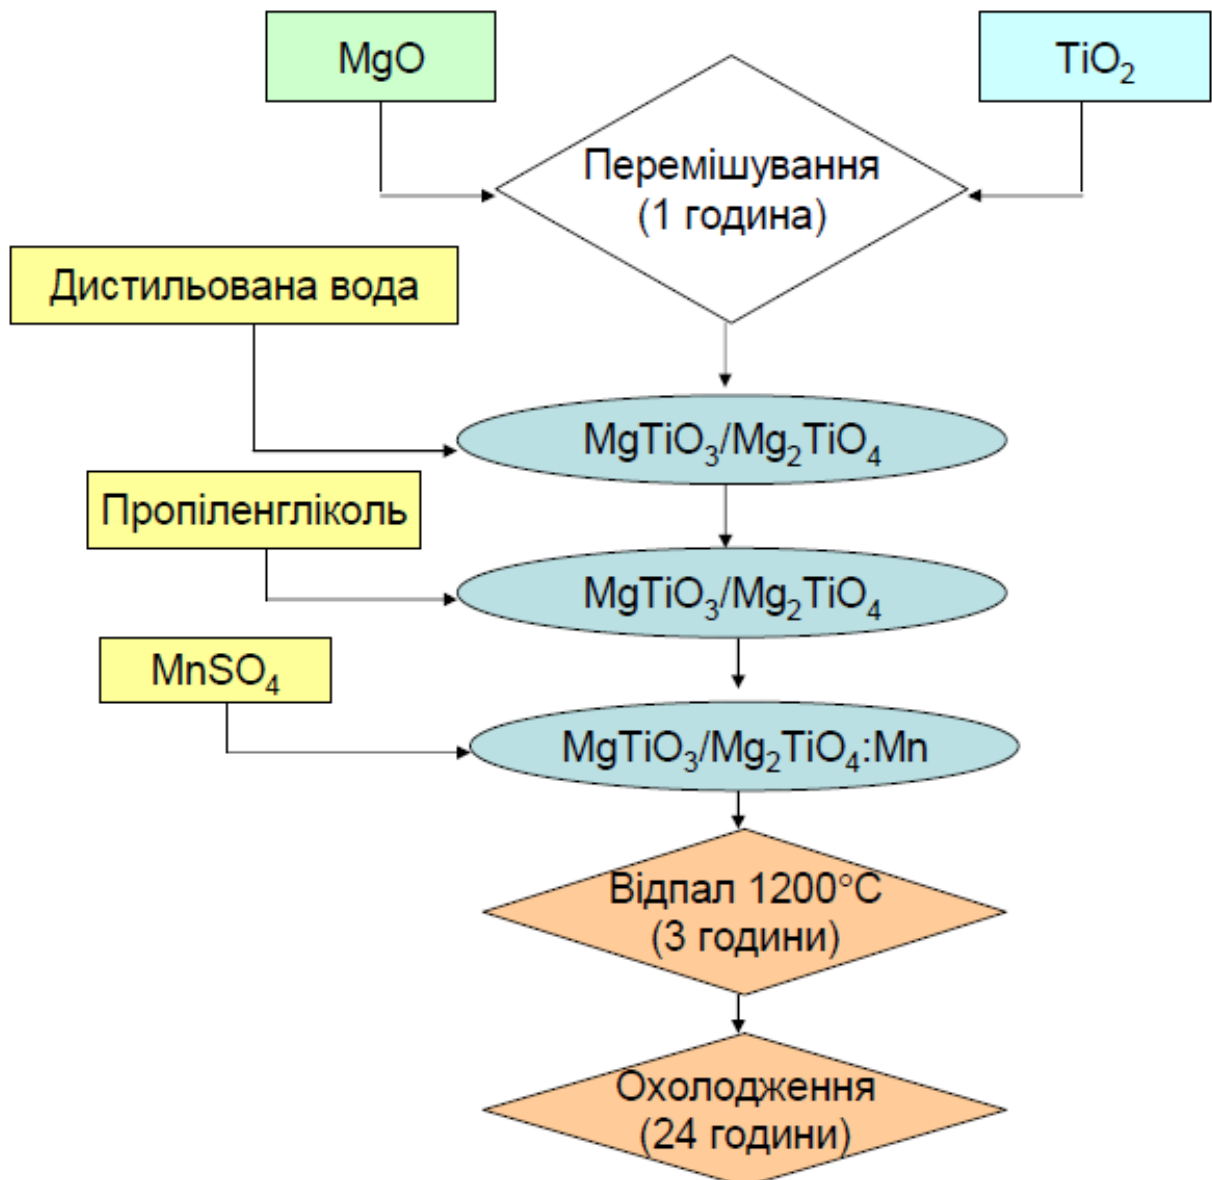 MgO
TiO₂
Перемішування
(1 година)
Дистильована вода
MgTiO₃/Mg₂TiO₄
Пропіленгліколь
MgTiO₃/Mg₂TiO₄
MnSO₄
MgTiO₃/Mg₂TiO₄:Mn
Відпал 1200°C
(3 години)
Охолодження
(24 години)